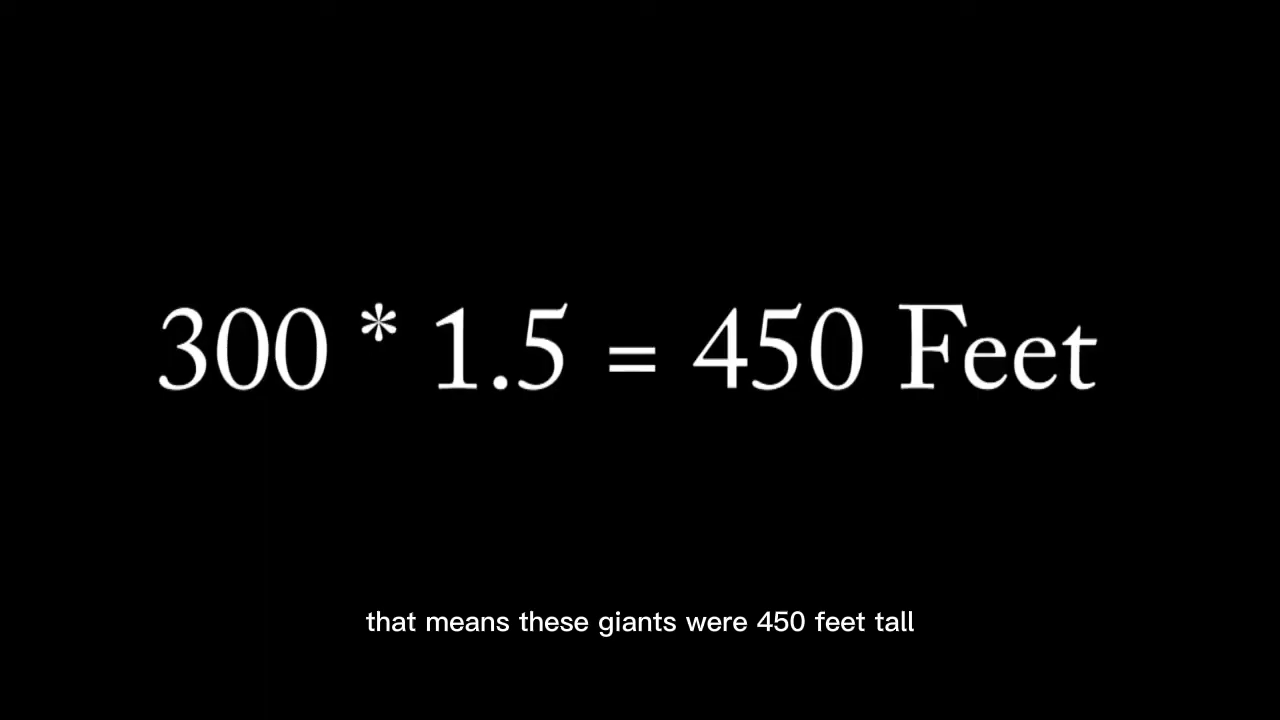 300 * 1.5 = 450 Feet
that means these giants were 450 feet tall